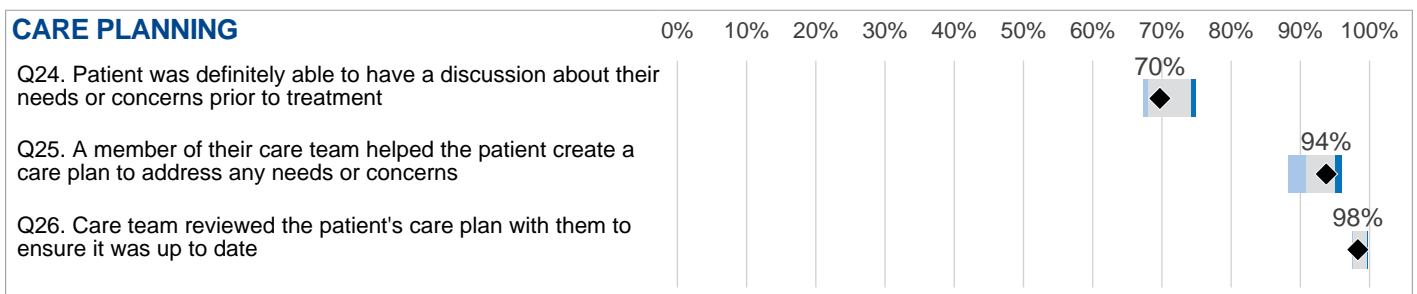 CARE PLANNING 0% 10% 20% 30% 40% 50% 60% 70% 80% 90% 100%
Q24. Patient was definitely able to have a discussion about their
needs or concerns prior to treatment
70%
Q25. A member of their care team helped the patient create a
care plan to address any needs or concerns
94%
Q26. Care team reviewed the patient's care plan with them to
ensure it was up to date
98%